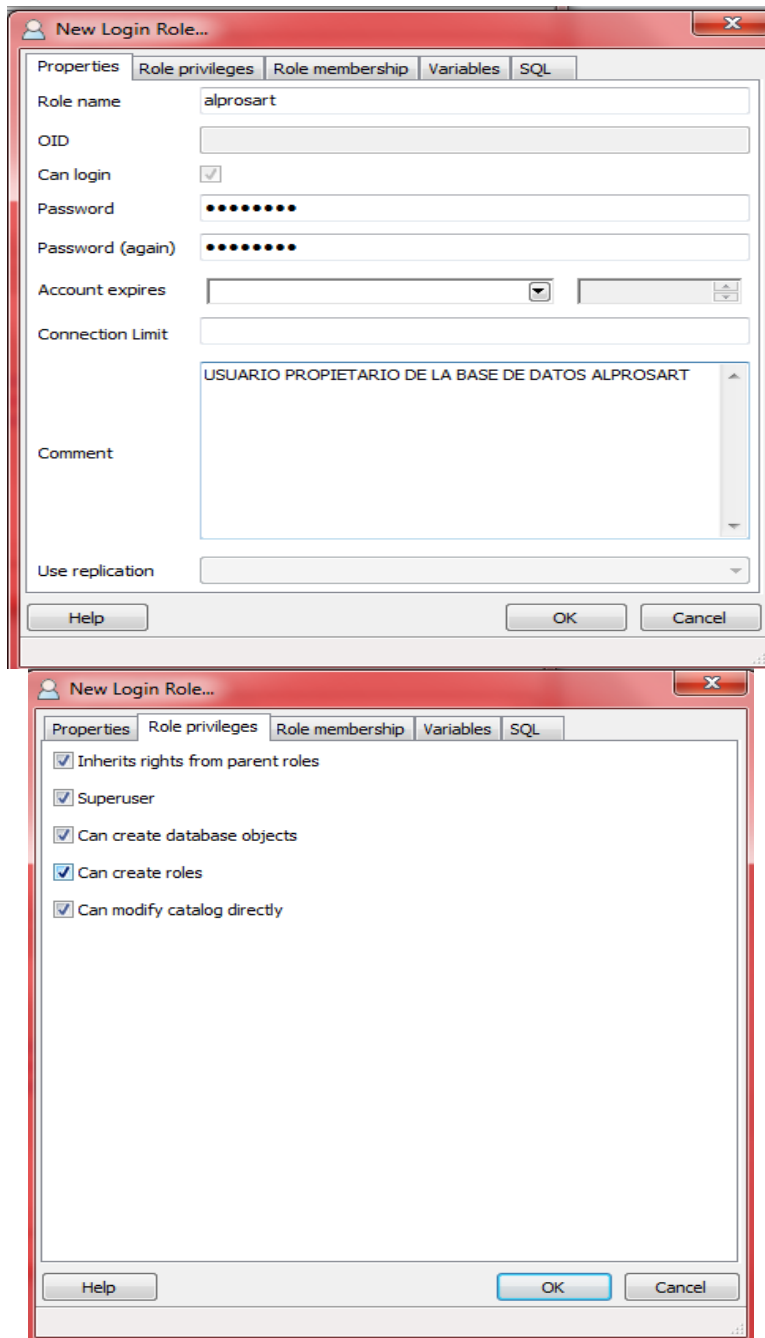 New Login Role...
Properties Role privileges Role membership Variables SQL
Role name alprosart
OID
Can login
Password ●●●●●●●●
Password (again) ●●●●●●●●
Account expires
Connection Limit
USUARIO PROPIETARIO DE LA BASE DE DATOS ALPROSART
Comment
Use replication
Help OK Cancel
New Login Role...
Properties Role privileges Role membership Variables SQL
Inherits rights from parent roles
Superuser
Can create database objects
Can create roles
Can modify catalog directly
Help OK Cancel